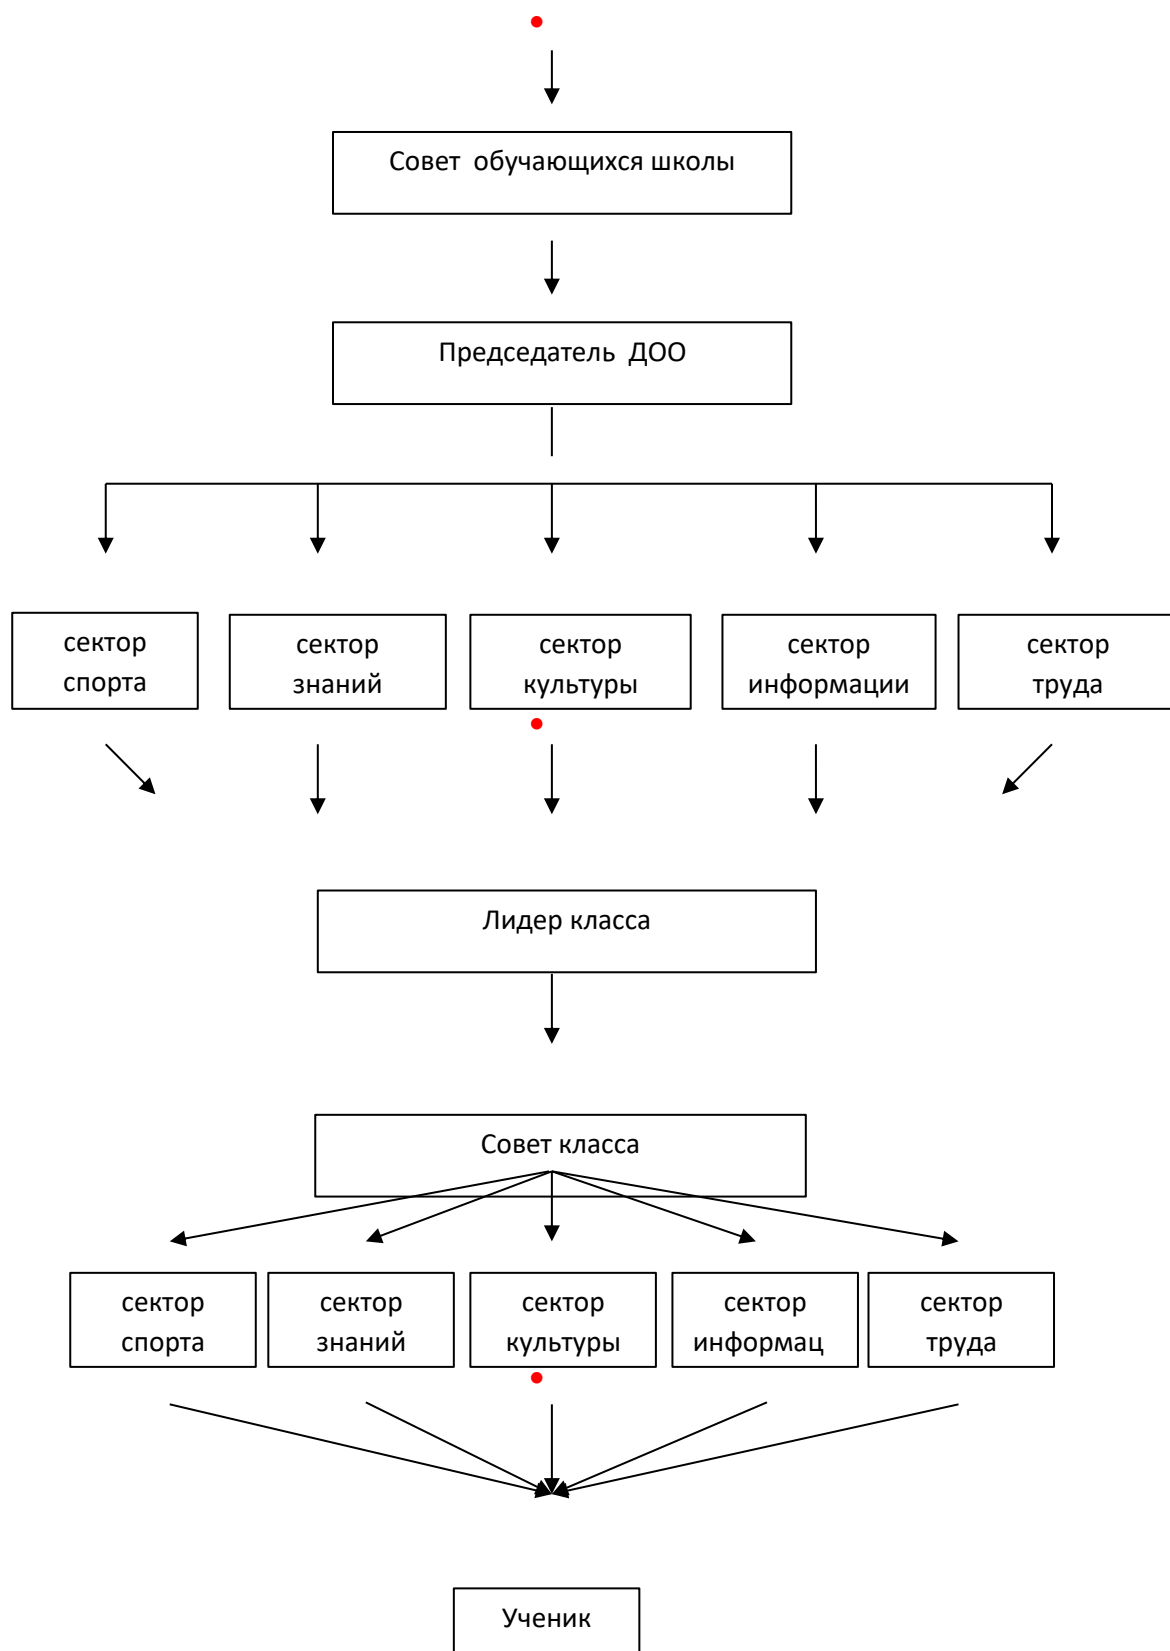 Совет  обучающихся школы
Председатель  ДОО
сектор
спорта
сектор
знаний
сектор
культуры
сектор
информации
сектор
труда
Лидер класса
Совет класса
сектор
спорта
сектор
знаний
сектор
культуры
сектор
информац
сектор
труда
Ученик